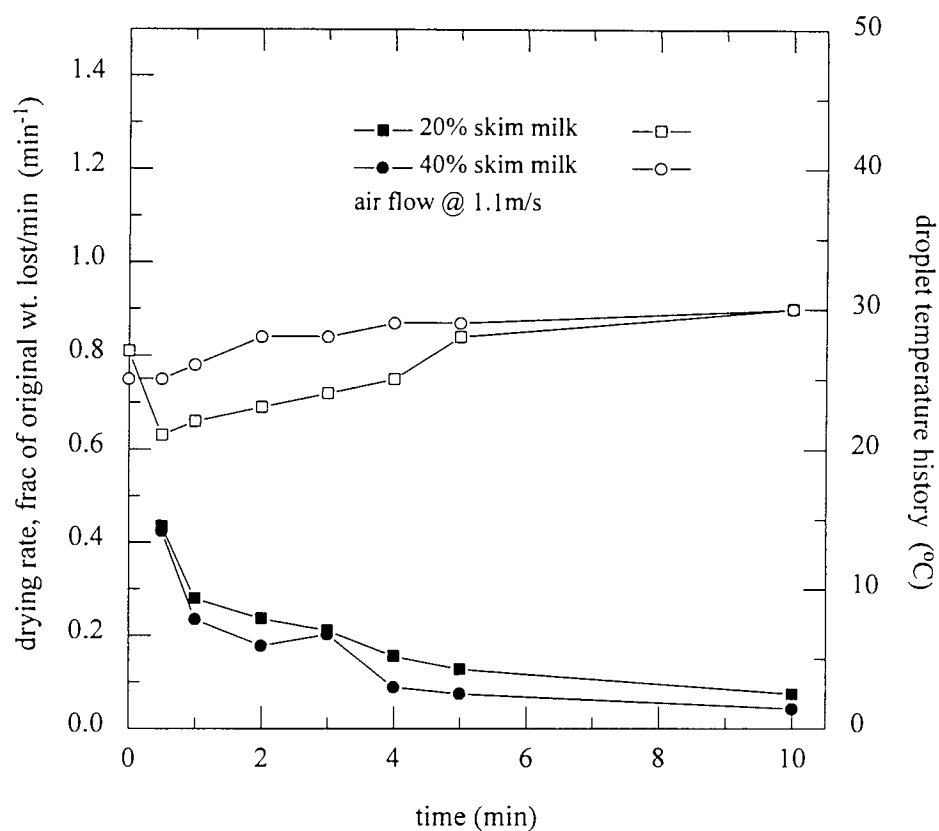 drying rate, frac of original wt. lost/min (min⁻¹)
1.4
1.2
1.0
0.8
0.6
0.4
0.2
0.0
20% skim milk
40% skim milk
air flow @ 1.1m/s
50
40
30
20
10
0
droplet temperature history (ºC)
0 2 4 6 8 10
time (min)